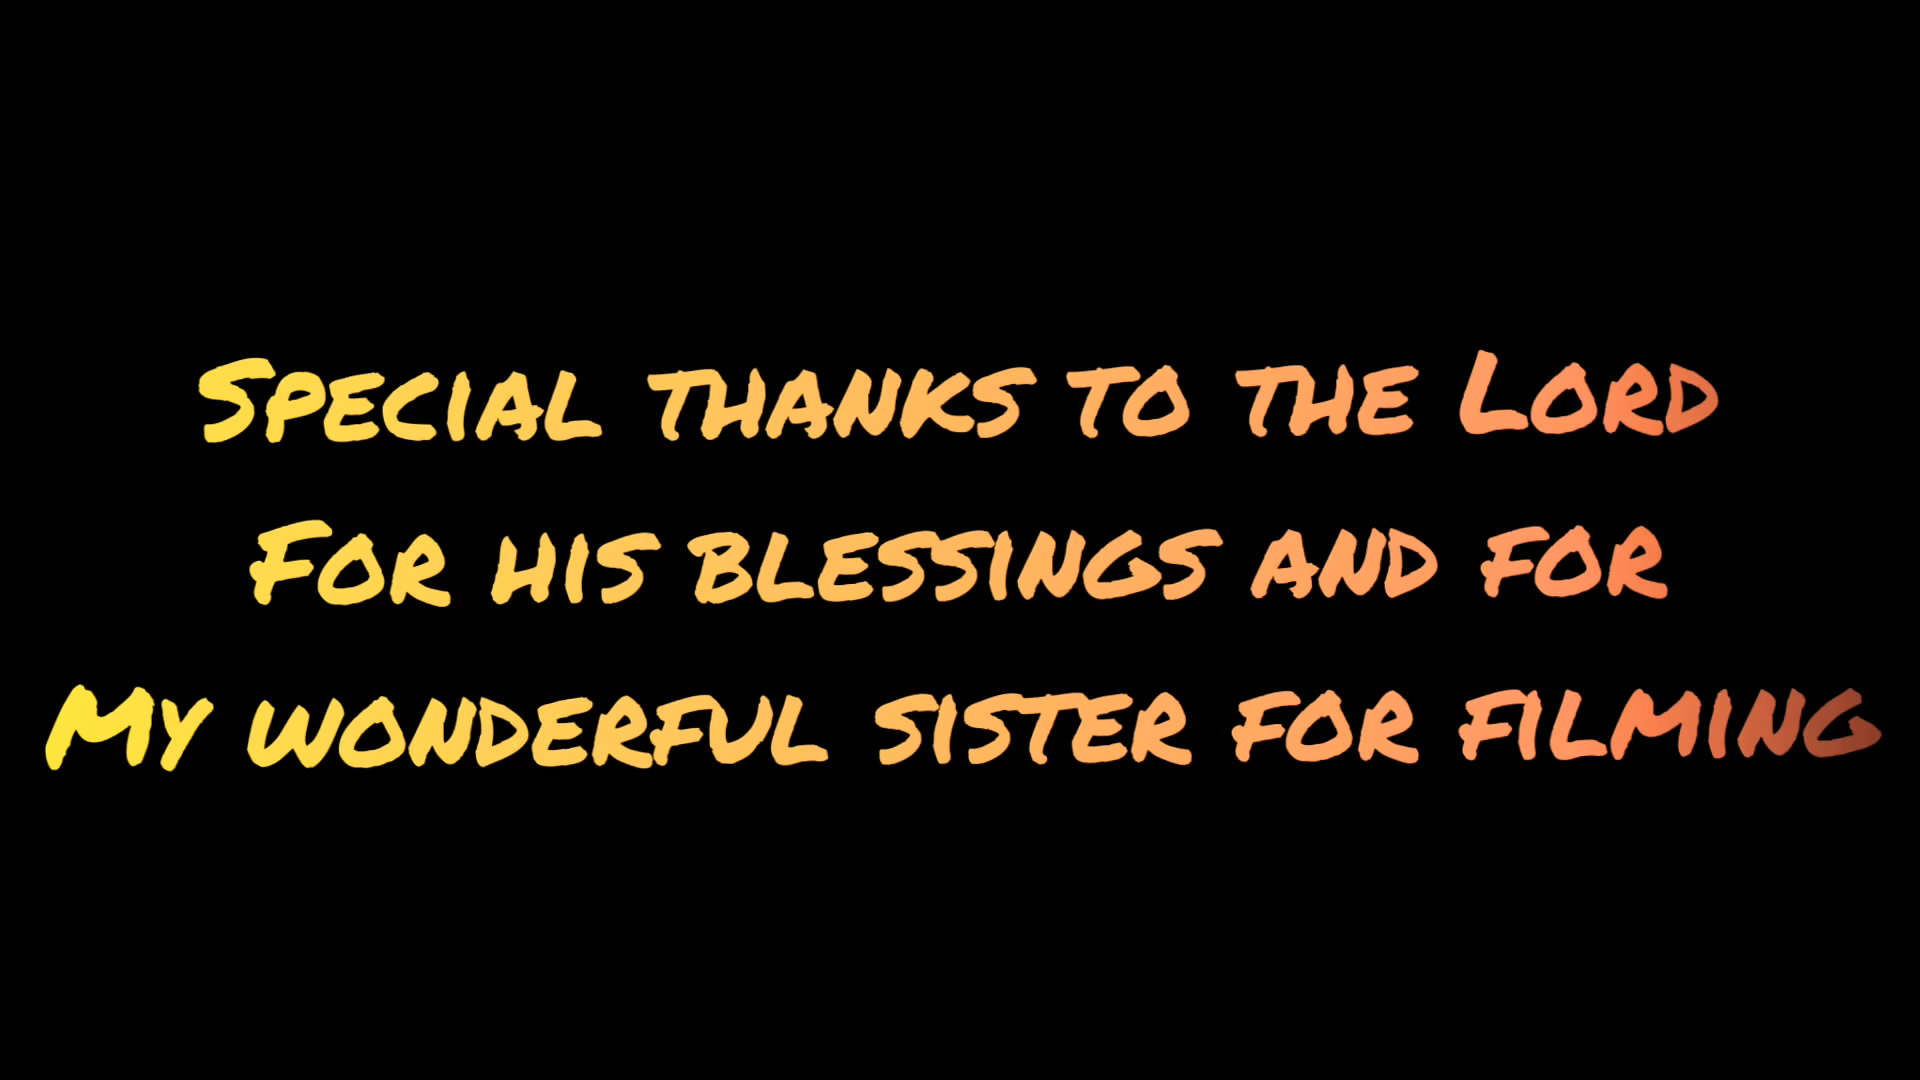 Special thanks to the Lord
For his blessings and for
My wonderful sister for filming